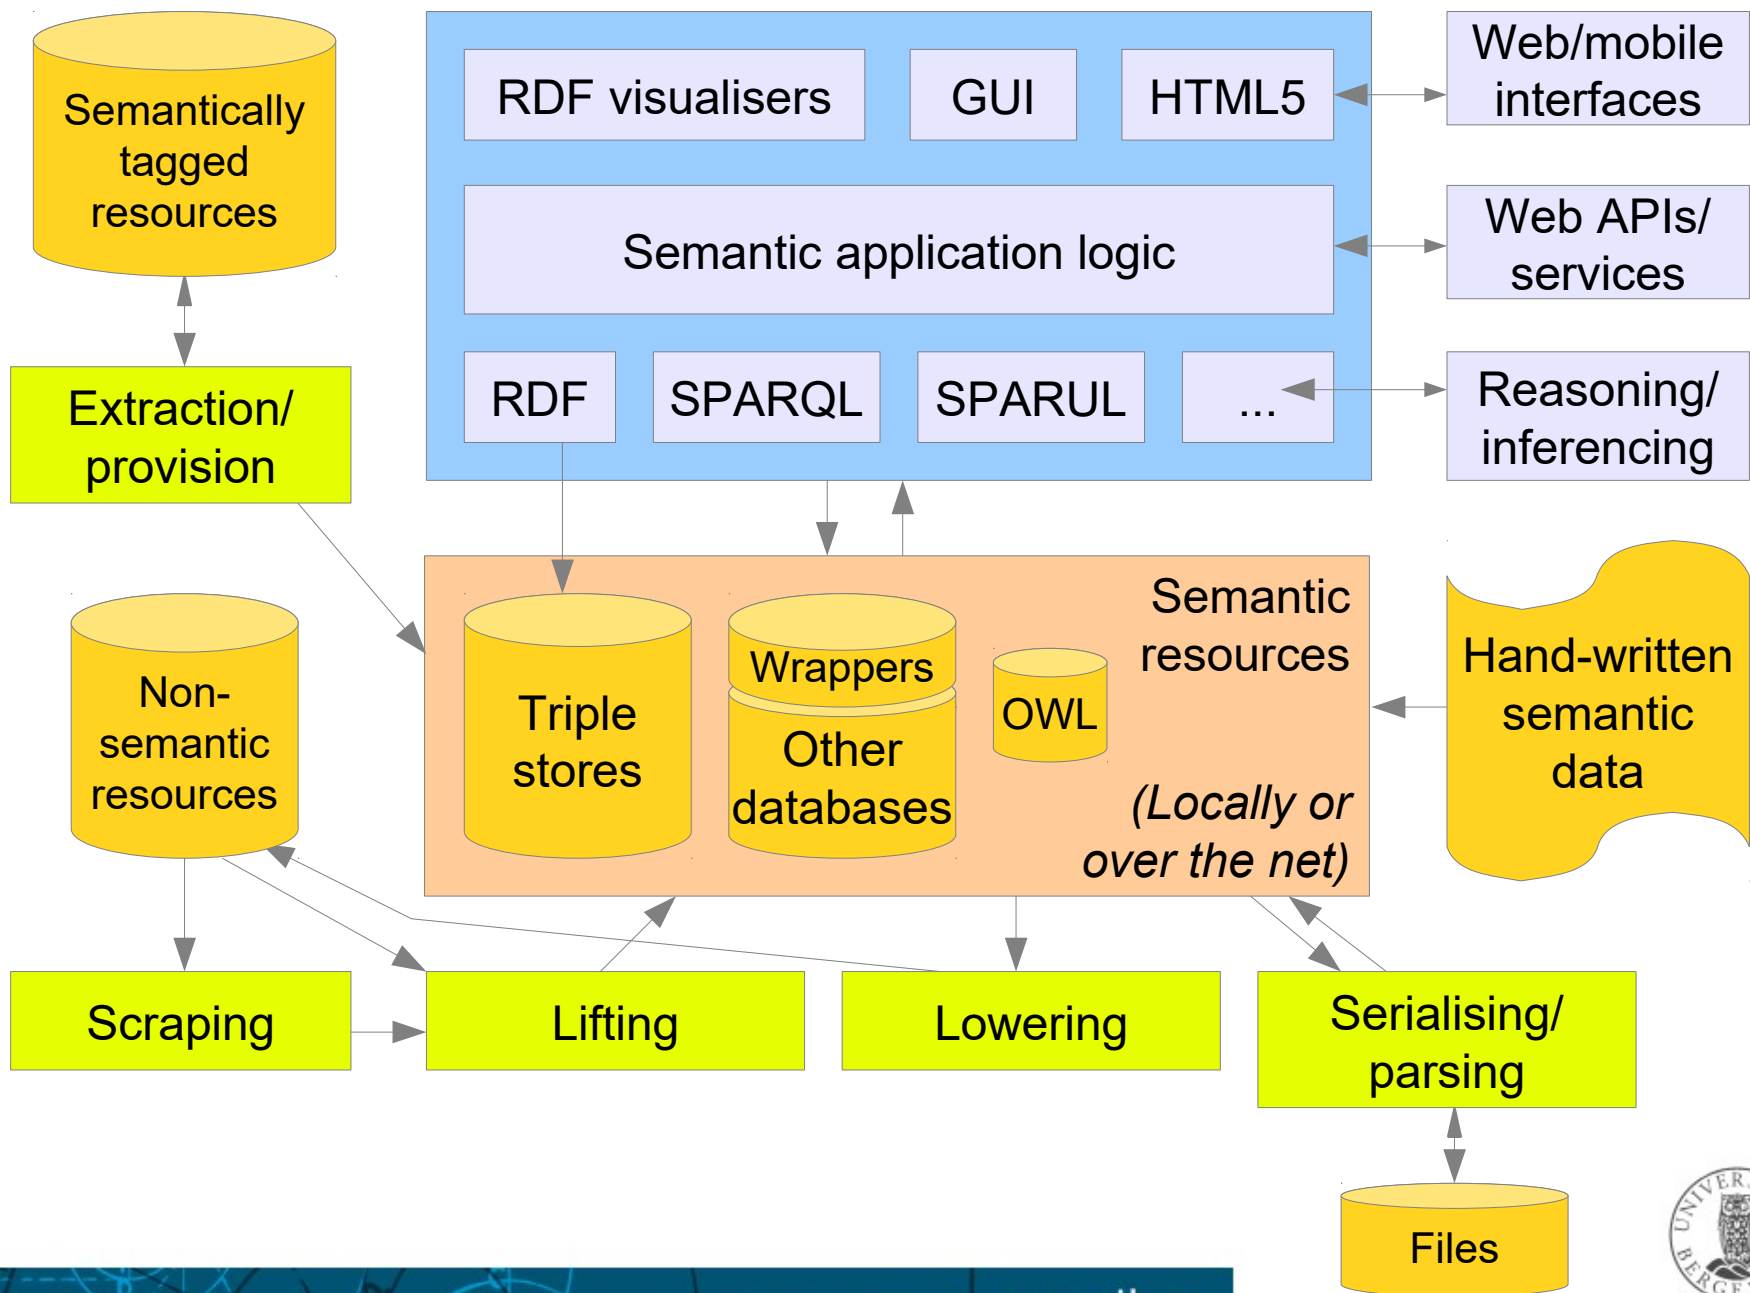 Semantically
tagged
resources
RDF visualisers
GUI
HTML5
Web/mobile
interfaces
Semantic application logic
Web APIs/
services
RDF
SPARQL
SPARUL
...
Reasoning/
inferencing
Extraction/
provision
Semantic
resources
Non-
semantic
resources
Triple
stores
Wrappers
Other
databases
OWL
(Locally or
over the net)
Hand-written
semantic
data
Scraping
Lifting
Lowering
Serialising/
parsing
Files